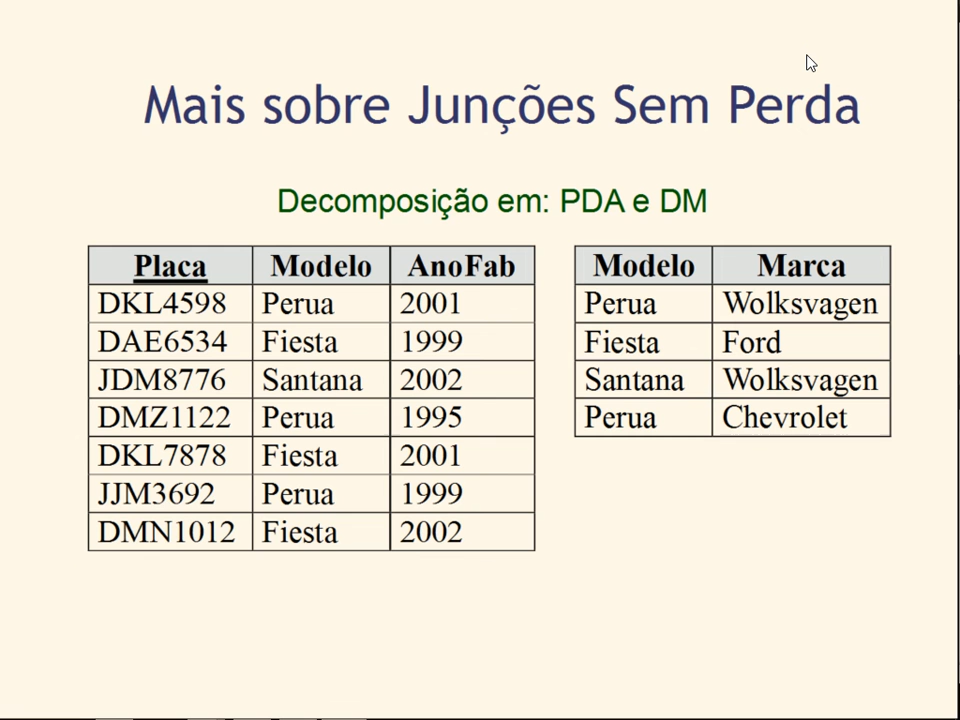 Mais sobre Junções Sem Perda
Decomposição em: PDA e DM
Placa Modelo AnoFab
DKL4598 Perua 2001
DAE6534 Fiesta 1999
JDM8776 Santana 2002
DMZ1122 Perua 1995
DKL7878 Fiesta 2001
JJM3692 Perua 1999
DMN1012 Fiesta 2002
Modelo Marca
Perua Wolksvagen
Fiesta Ford
Santana Wolksvagen
Perua Chevrolet